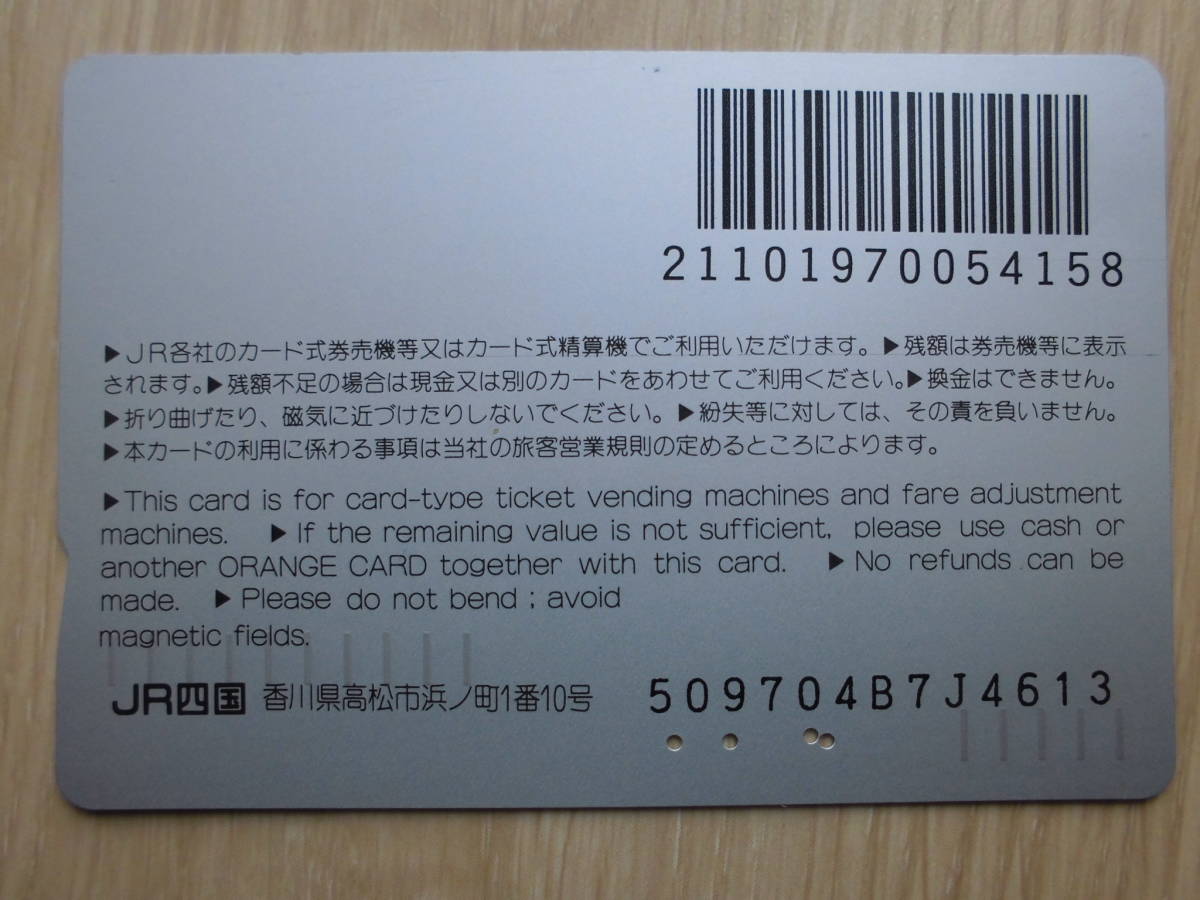 21101970054158
▶JR各社のカード式券売機等又はカード式精算機でご利用いただけます。▶残額は券売機等に表示
されます。▶残額不足の場合は現金又は別のカードをあわせてご利用ください。▶換金はできません。
▶折り曲げたり、磁気に近づけたりしないでください。▶紛失等に対しては、その責を負いません。
▶本カードの利用に係わる事項は当社の旅客営業規則の定めるところによります。
▶This card is for card-type ticket vending machines and fare adjustment
machines. ▶If the remaining value is not sufficient, please use cash or
another ORANGE CARD together with this card. ▶No refunds can be
made. ▶Please do not bend ; avoid
magnetic fields.
JR四国 香川県高松市浜ノ町1番10号
509704B7J4613